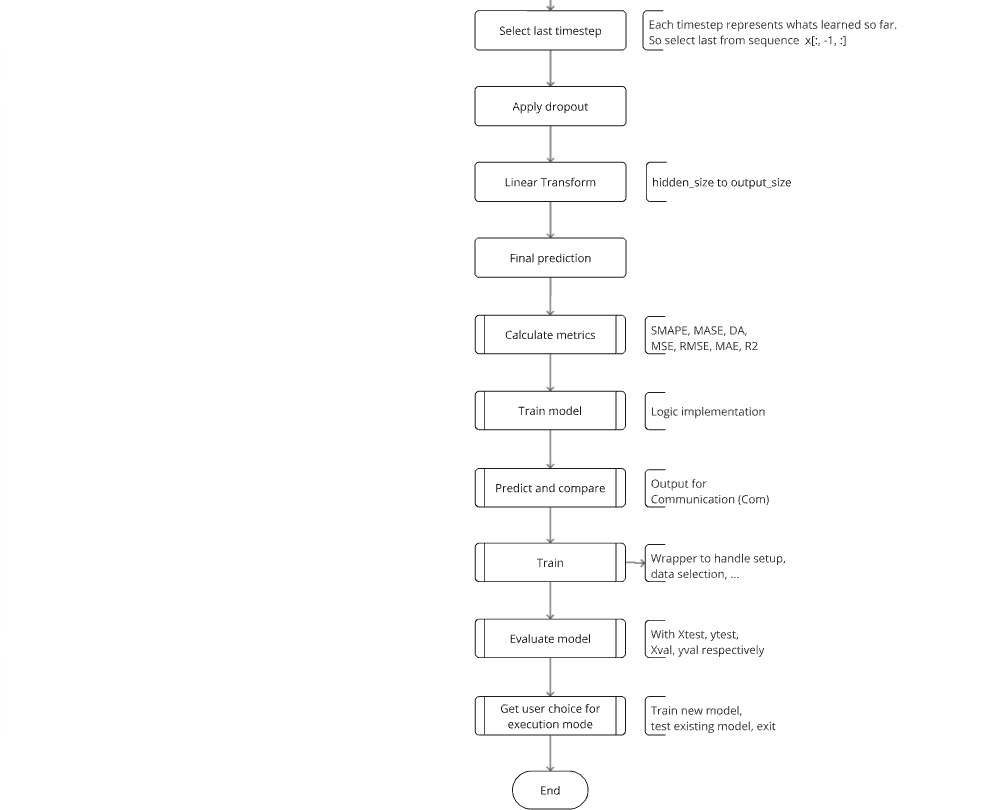 Select last timestep
Each timestep represents whats learned so far.
So select last from sequence x[:, -1, :]
Apply dropout
Linear Transform
hidden_size to output_size
Final prediction
Calculate metrics
SMAPE, MASE, DA,
MSE, RMSE, MAE, R2
Train model
Logic implementation
Predict and compare
Output for
Communication (Com)
Train
Wrapper to handle setup,
data selection, ...
Evaluate model
With Xtest, ytest,
Xval, yval respectively
Get user choice for
execution mode
Train new model,
test existing model, exit
End